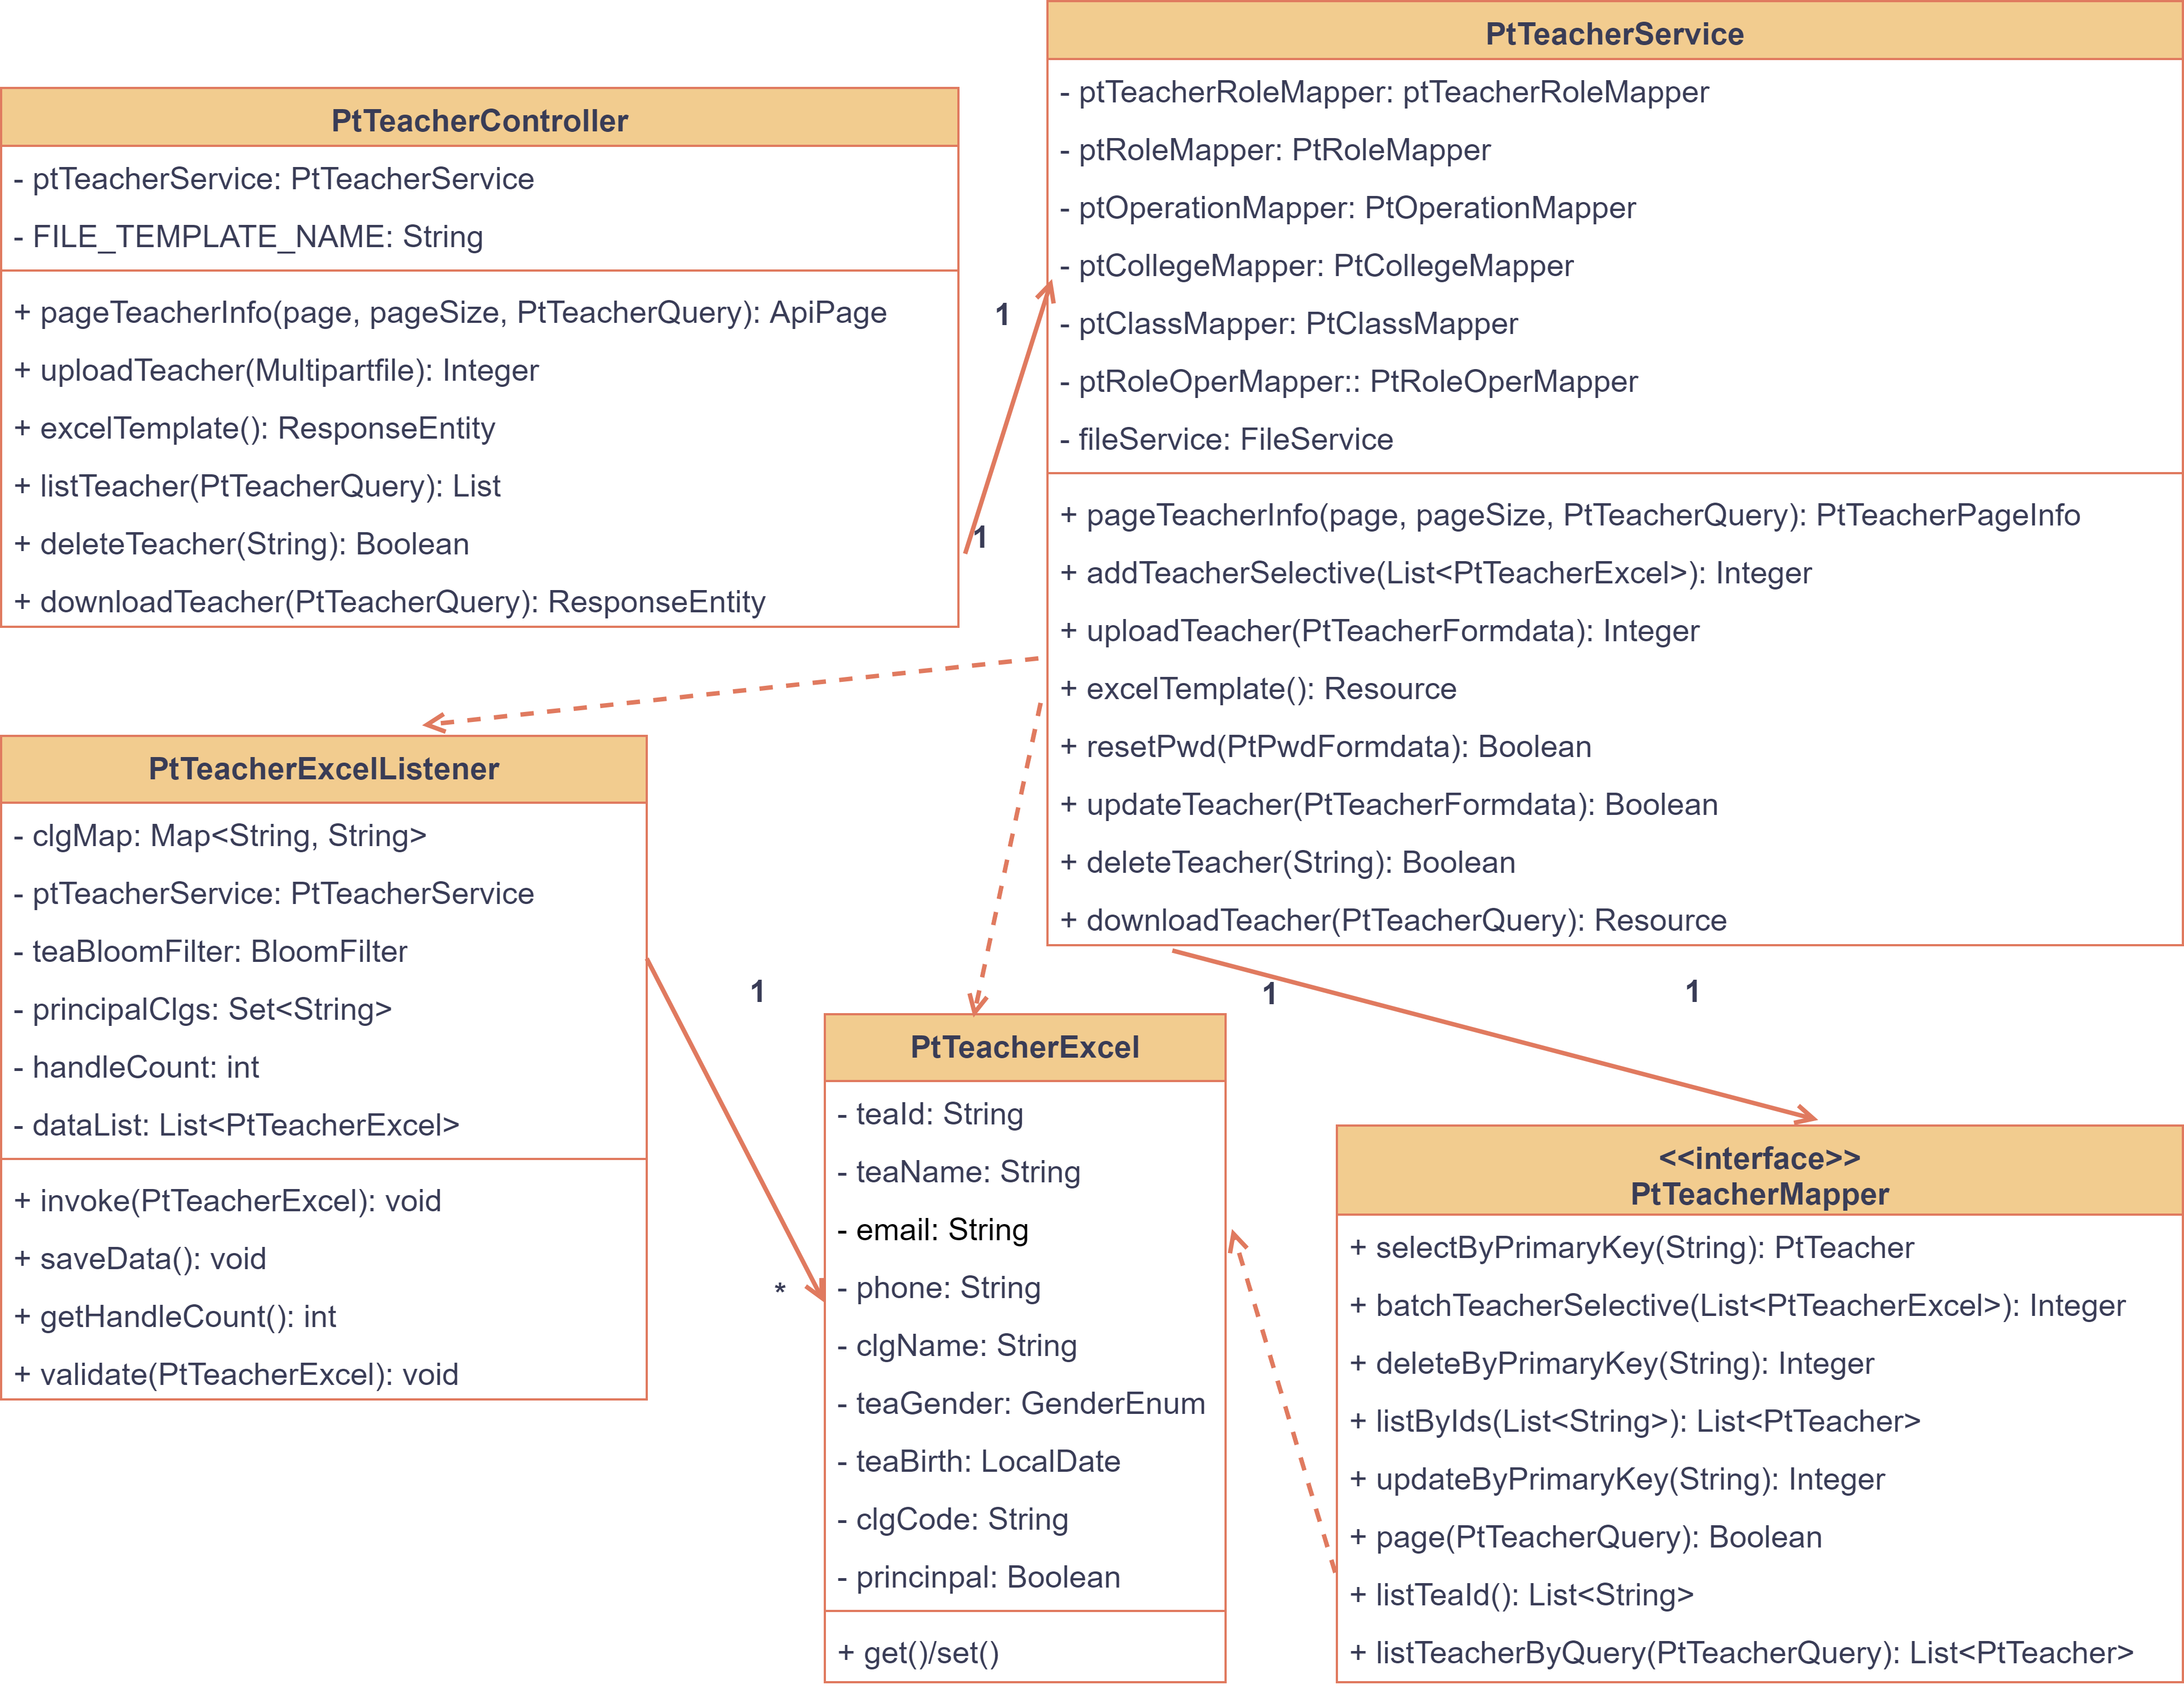 PtTeacherController
- ptTeacherService: PtTeacherService
- FILE_TEMPLATE_NAME: String
+ pageTeacherInfo(page, pageSize, PtTeacherQuery): ApiPage
+ uploadTeacher(Multipartfile): Integer
+ excelTemplate(): ResponseEntity
+ listTeacher(PtTeacherQuery): List
+ deleteTeacher(String): Boolean
+ downloadTeacher(PtTeacherQuery): ResponseEntity
1
1
PtTeacherService
- ptTeacherRoleMapper: ptTeacherRoleMapper
- ptRoleMapper: PtRoleMapper
- ptOperationMapper: PtOperationMapper
- ptCollegeMapper: PtCollegeMapper
- ptClassMapper: PtClassMapper
- ptRoleOperMapper:: PtRoleOperMapper
- fileService: FileService
+ pageTeacherInfo(page, pageSize, PtTeacherQuery): PtTeacherPageInfo
+ addTeacherSelective(List<PtTeacherExcel>): Integer
+ uploadTeacher(PtTeacherFormdata): Integer
+ excelTemplate(): Resource
+ resetPwd(PtPwdFormdata): Boolean
+ updateTeacher(PtTeacherFormdata): Boolean
+ deleteTeacher(String): Boolean
+ downloadTeacher(PtTeacherQuery): Resource
PtTeacherExcelListener
- clgMap: Map<String, String>
- ptTeacherService: PtTeacherService
- teaBloomFilter: BloomFilter
- principalClgs: Set<String>
- handleCount: int
- dataList: List<PtTeacherExcel>
+ invoke(PtTeacherExcel): void
+ saveData(): void
+ getHandleCount(): int
+ validate(PtTeacherExcel): void
1
*
1
1
PtTeacherExcel
- teaId: String
- teaName: String
- email: String
- phone: String
- clgName: String
- teaGender: GenderEnum
- teaBirth: LocalDate
- clgCode: String
- princinpal: Boolean
+ get()/set()
<<interface>>
PtTeacherMapper
+ selectByPrimaryKey(String): PtTeacher
+ batchTeacherSelective(List<PtTeacherExcel>): Integer
+ deleteByPrimaryKey(String): Integer
+ listByIds(List<String>): List<PtTeacher>
+ updateByPrimaryKey(String): Integer
+ page(PtTeacherQuery): Boolean
+ listTeaId(): List<String>
+ listTeacherByQuery(PtTeacherQuery): List<PtTeacher>